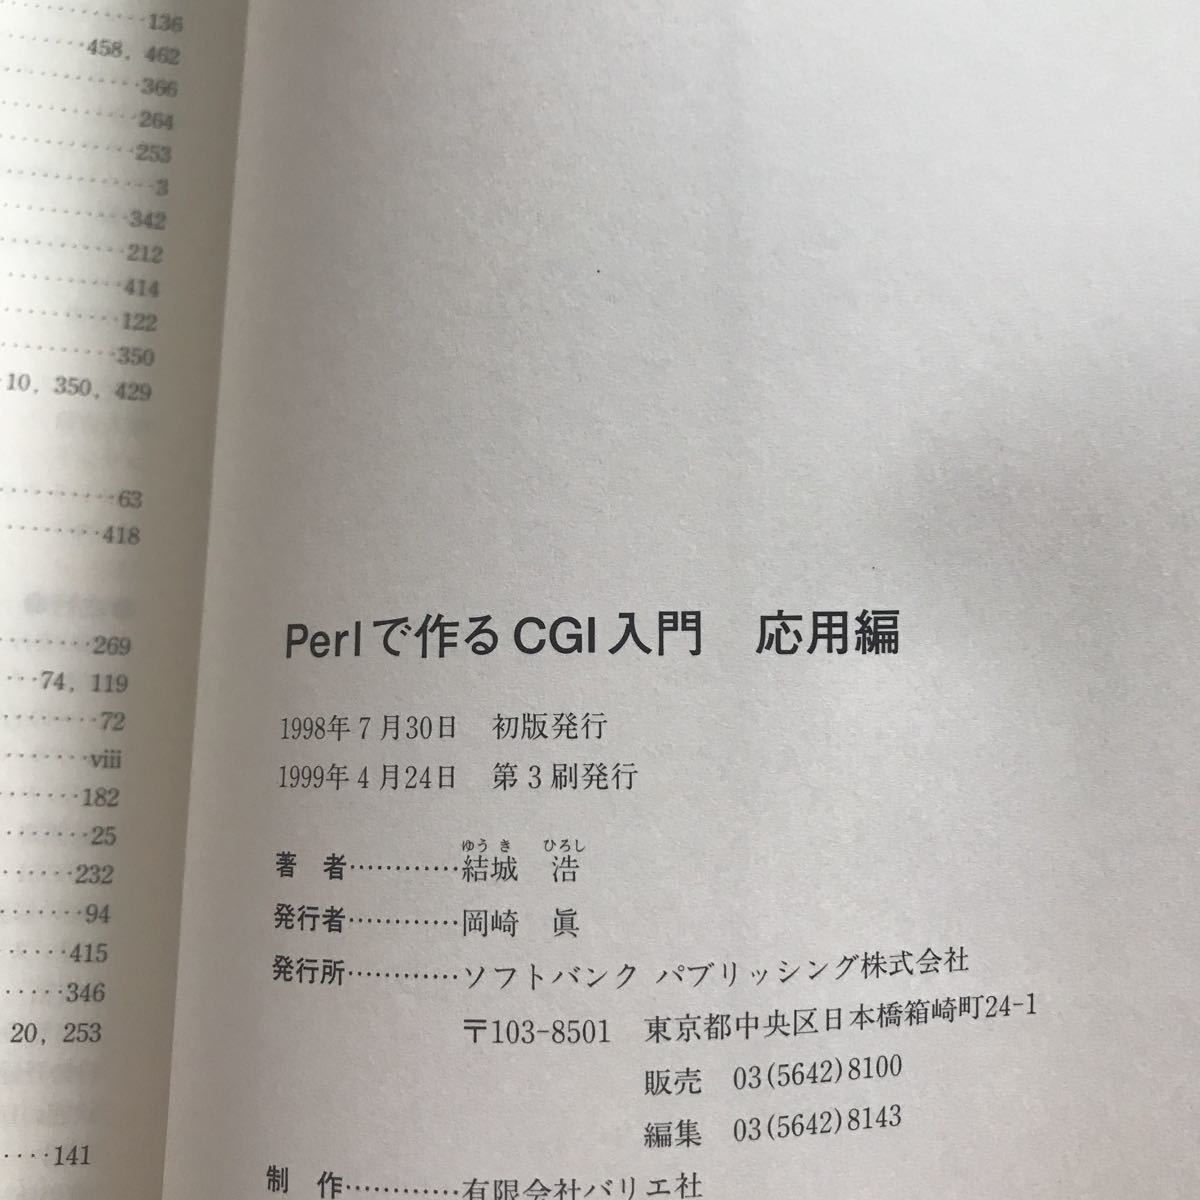 136
458, 462
366
264
253
3
342
212
414
122
350
10, 350, 429
63
418
269
74, 119
72
viii
182
25
232
94
415
346
20, 253
141
Perlで作るCGI入門　応用編
1998年7月30日　初版発行
1999年4月24日　第3刷発行
ゆうき　ひろし
著　者…………結城　浩
発行者…………岡崎　眞
発行所…………ソフトバンク パブリッシング株式会社
〒103-8501　東京都中央区日本橋箱崎町24-1
販売　03(5642)8100
編集　03(5642)8143
制　作…………有限会社バリエ社